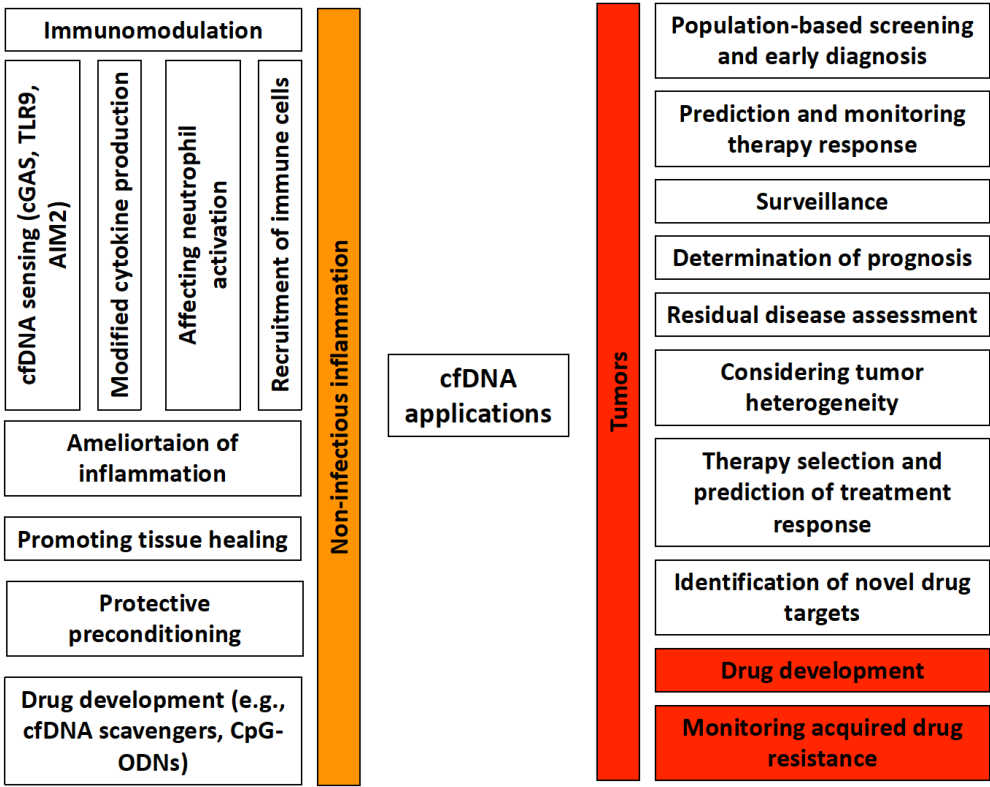 Immunomodulation
cfDNA sensing (cGAS, TLR9,
AIM2)
Modified cytokine production
Affecting neutrophil
activation
Recruitment of immune cells
Ameliortaion of
inflammation
Promoting tissue healing
Protective
preconditioning
Drug development (e.g.,
cfDNA scavengers, CpG-
ODNs)
Non-infectious inflammation
cfDNA
applications
Tumors
Population-based screening
and early diagnosis
Prediction and monitoring
therapy response
Surveillance
Determination of prognosis
Residual disease assessment
Considering tumor
heterogeneity
Therapy selection and
prediction of treatment
response
Identification of novel drug
targets
Drug development
Monitoring acquired drug
resistance